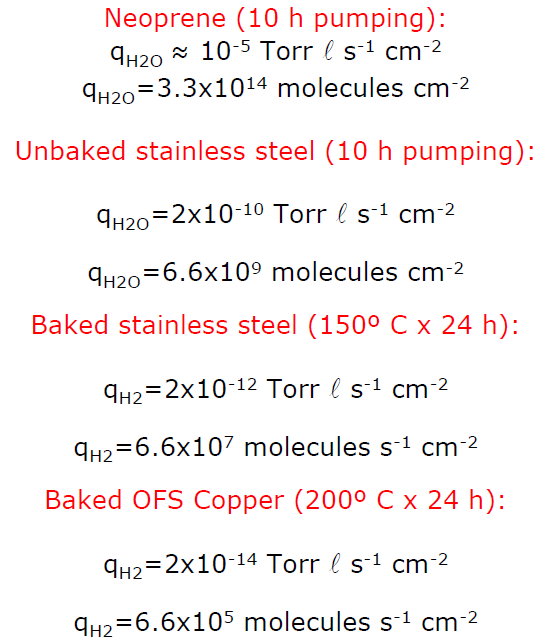 Neoprene (10 h pumping):
qH2O ≈ 10⁻⁵ Torr ℓ s⁻¹ cm⁻²
qH2O=3.3x10¹⁴ molecules cm⁻²
Unbaked stainless steel (10 h pumping):
qH2O=2x10⁻¹⁰ Torr ℓ s⁻¹ cm⁻²
qH2O=6.6x10⁹ molecules cm⁻²
Baked stainless steel (150º C x 24 h):
qH2=2x10⁻¹² Torr ℓ s⁻¹ cm⁻²
qH2=6.6x10⁷ molecules s⁻¹ cm⁻²
Baked OFS Copper (200º C x 24 h):
qH2=2x10⁻¹⁴ Torr ℓ s⁻¹ cm⁻²
qH2=6.6x10⁵ molecules s⁻¹ cm⁻²